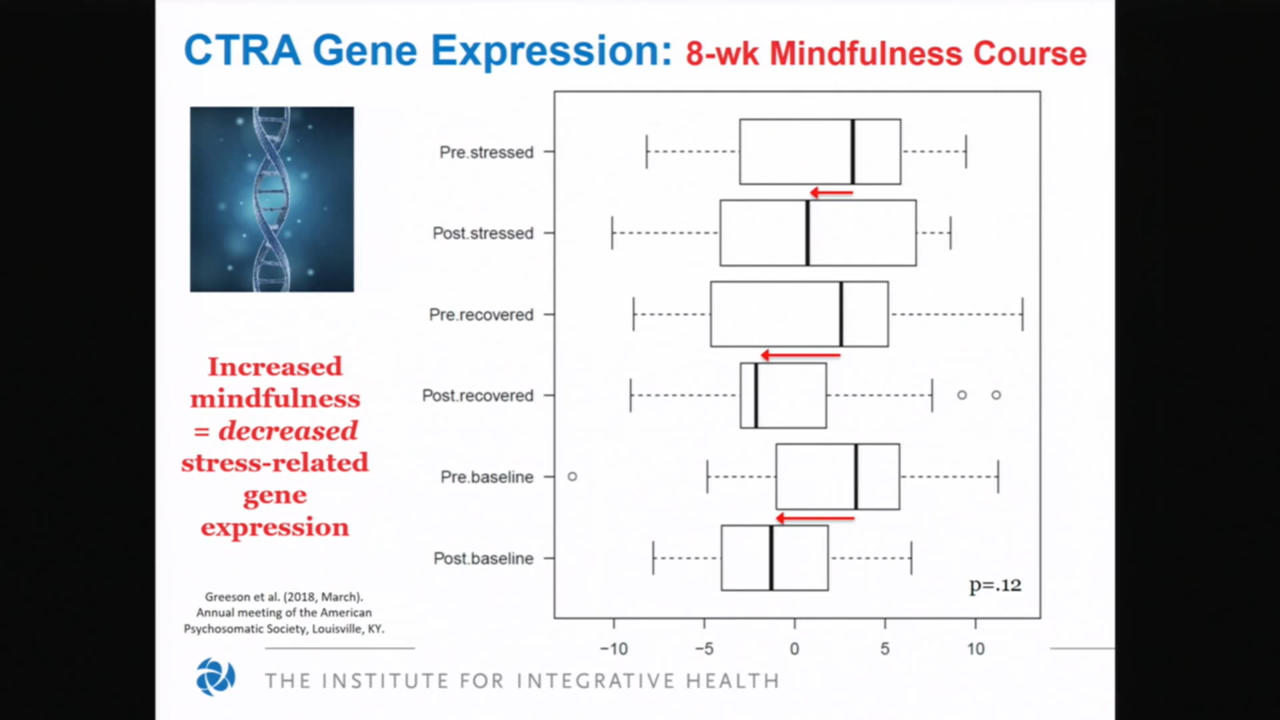 CTRA Gene Expression: 8-wk Mindfulness Course
Pre.stressed
Post.stressed
Pre.recovered
Post.recovered
Pre.baseline
Post.baseline
p=.12
−10 −5 0 5 10
Increased
mindfulness
= decreased
stress-related
gene
expression
Greeson et al. (2018, March).
Annual meeting of the American
Psychosomatic Society, Louisville, KY.
THE INSTITUTE FOR INTEGRATIVE HEALTH